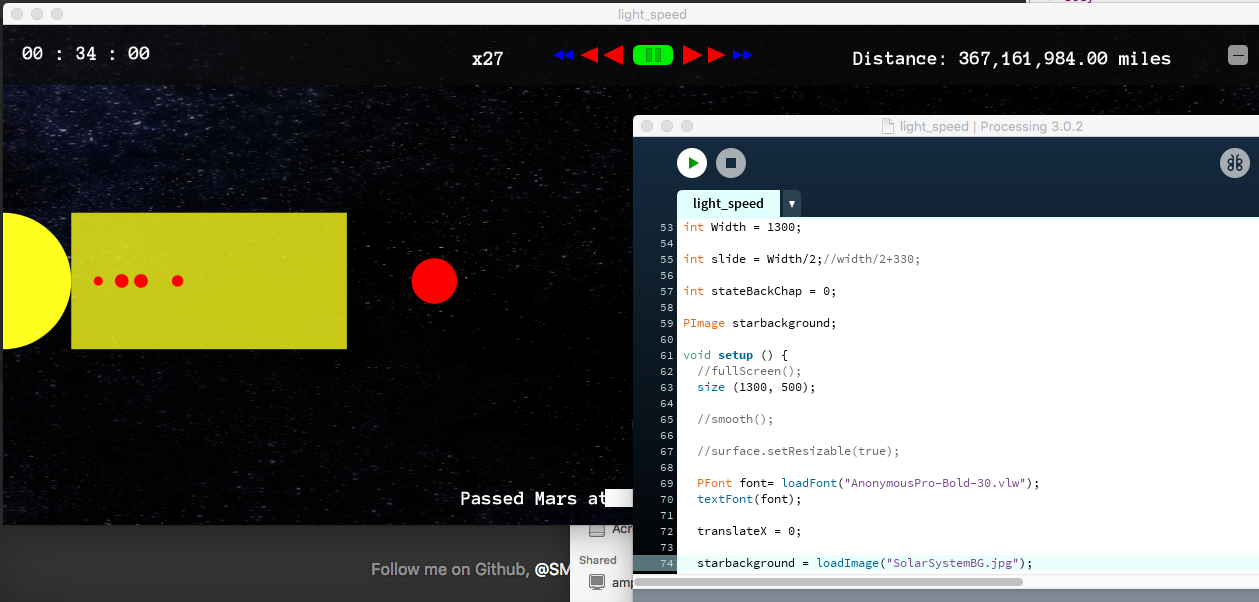 light_speed
00 : 34 : 00
x27
Distance: 367,161,984.00 miles
light_speed | Processing 3.0.2
light_speed
53 int Width = 1300;
54
55 int slide = Width/2;//width/2+330;
56
57 int stateBackChap = 0;
58
59 PImage starbackground;
60
61 void setup () {
62 //fullScreen();
63 size (1300, 500);
64
65 //smooth();
66
67 //surface.setResizable(true);
68
69 PFont font= loadFont("AnonymousPro-Bold-30.vlw");
70 textFont(font);
71
72 translateX = 0;
73
74 starbackground = loadImage("SolarSystemBG.jpg");
Passed Mars at
Acr
Shared
Follow me on Github, @SM
amp